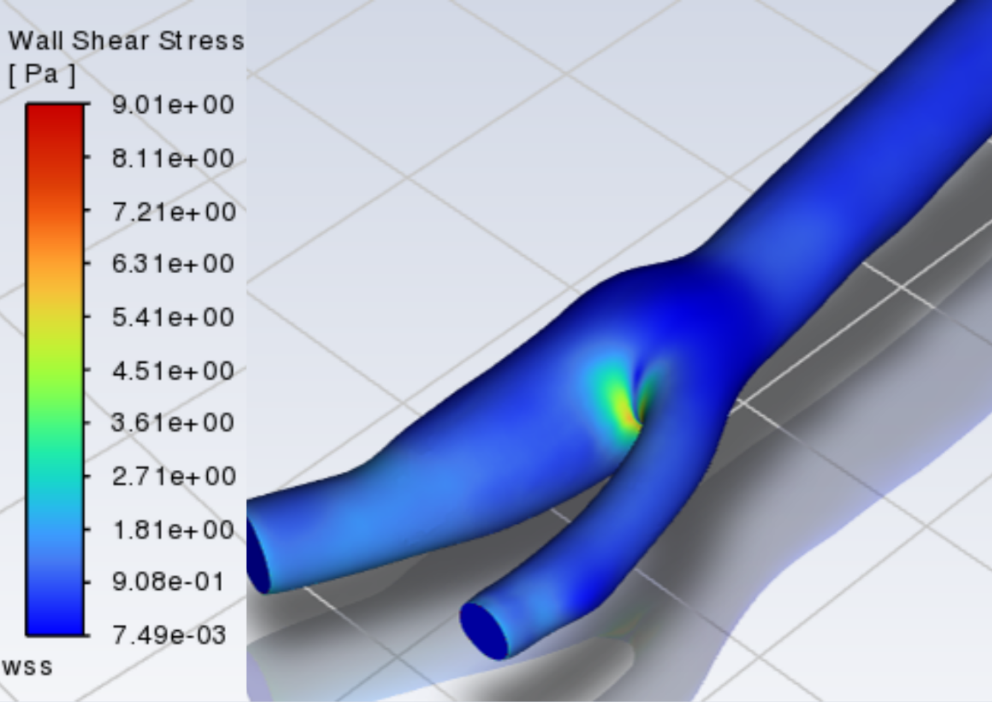 Wall Shear Stress
[ Pa ]
9.01e+00
8.11e+00
7.21e+00
6.31e+00
5.41e+00
4.51e+00
3.61e+00
2.71e+00
1.81e+00
9.08e-01
7.49e-03
wss